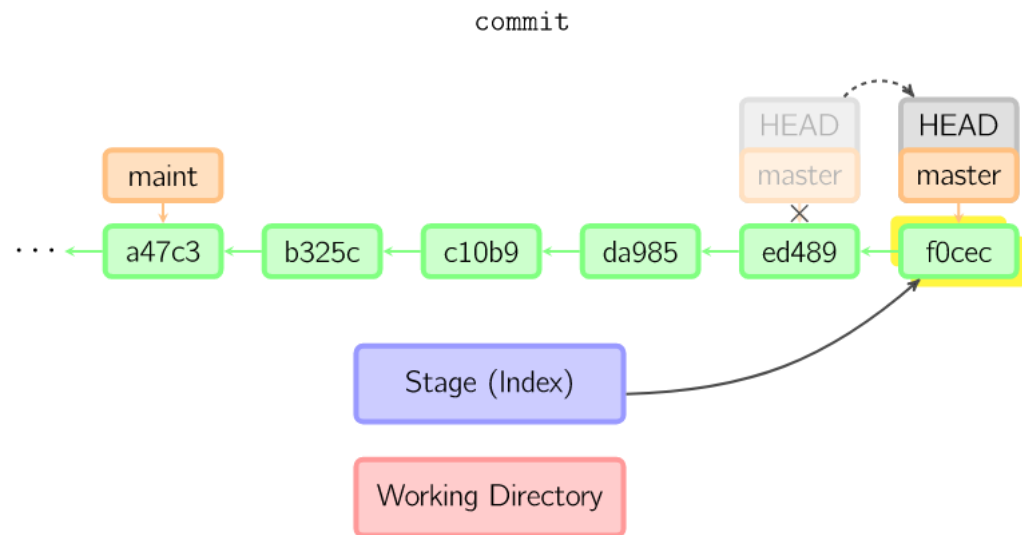 commit
HEAD HEAD
maint master master
··· a47c3 b325c c10b9 da985 ed489 f0cec
Stage (Index)
Working Directory